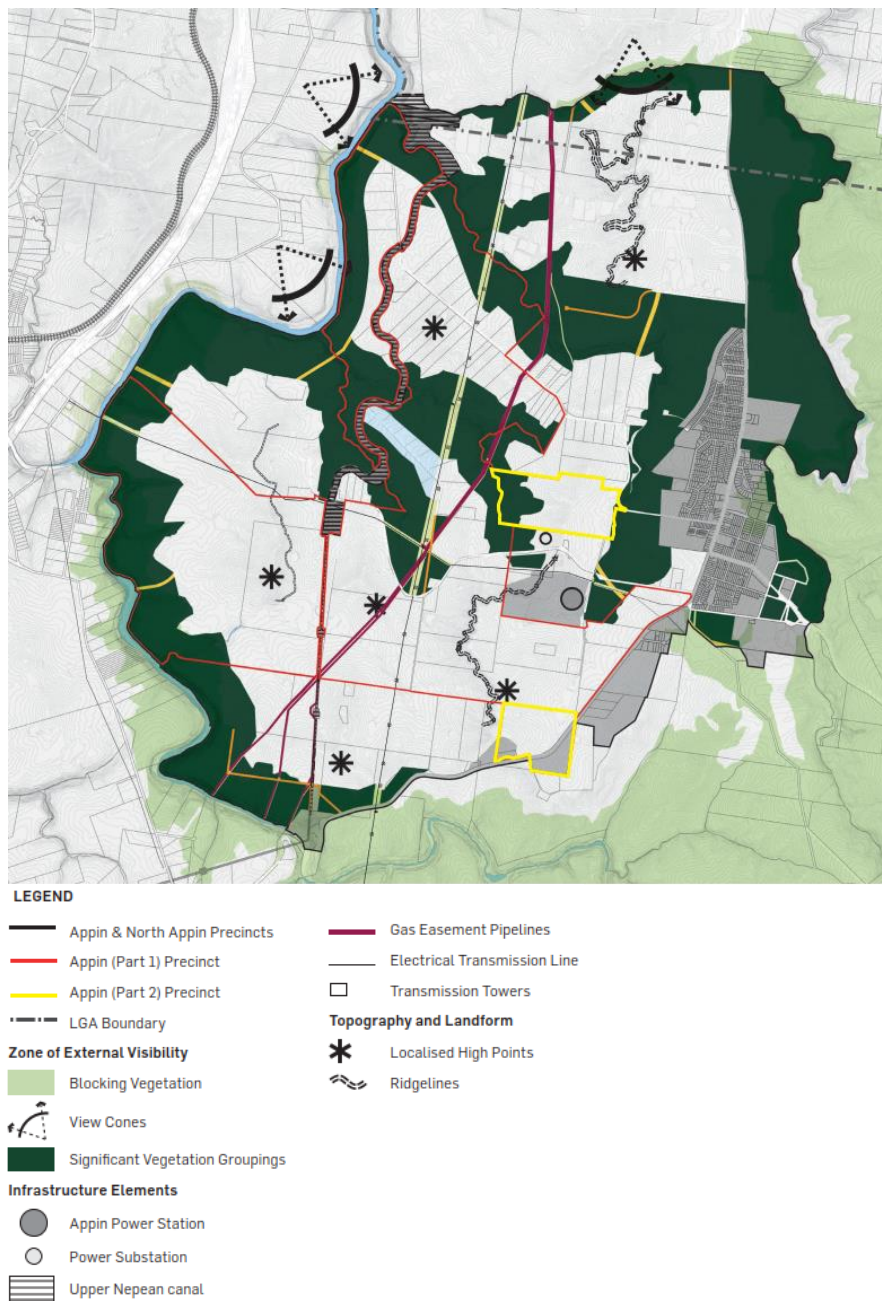 LEGEND
Appin & North Appin Precincts
Appin (Part 1) Precinct
Appin (Part 2) Precinct
LGA Boundary
Zone of External Visibility
Blocking Vegetation
View Cones
Significant Vegetation Groupings
Infrastructure Elements
Appin Power Station
Power Substation
Upper Nepean canal
Gas Easement Pipelines
Electrical Transmission Line
Transmission Towers
Topography and Landform
Localised High Points
Ridgelines